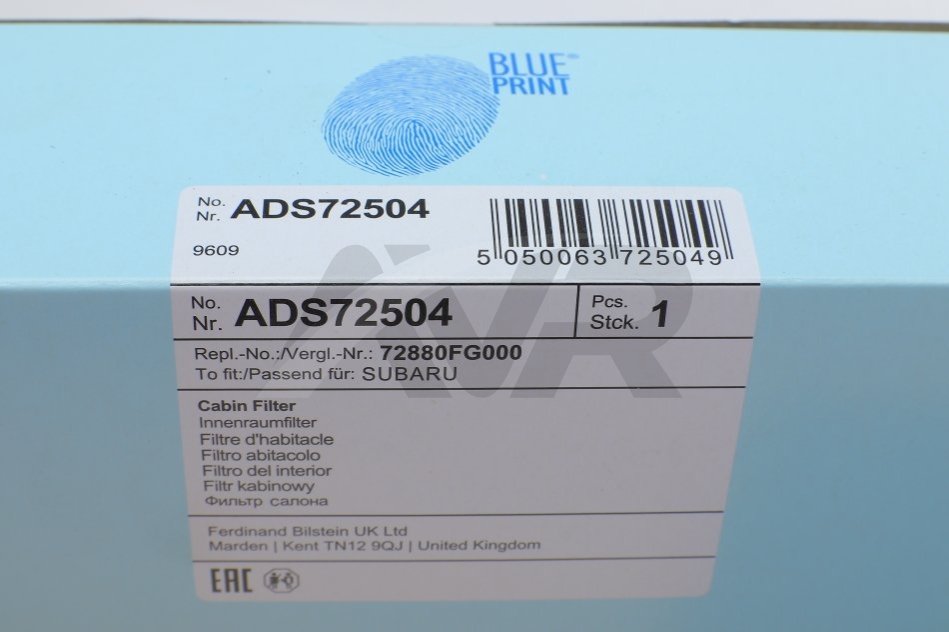 BLUE
PRINT
No.
Nr. ADS72504
9609
5 050063 725049
No.
Nr. ADS72504
Pcs.
Stck. 1
Repl.-No.:/Vergl.-Nr.: 72880FG000
To fit:/Passend für: SUBARU
Cabin Filter
Innenraumfilter
Filtre d'habitacle
Filtro abitacolo
Filtro del interior
Filtr kabinowy
Фильтр салона
Ferdinand Bilstein UK Ltd
Marden | Kent TN12 9QJ | United Kingdom
EAC